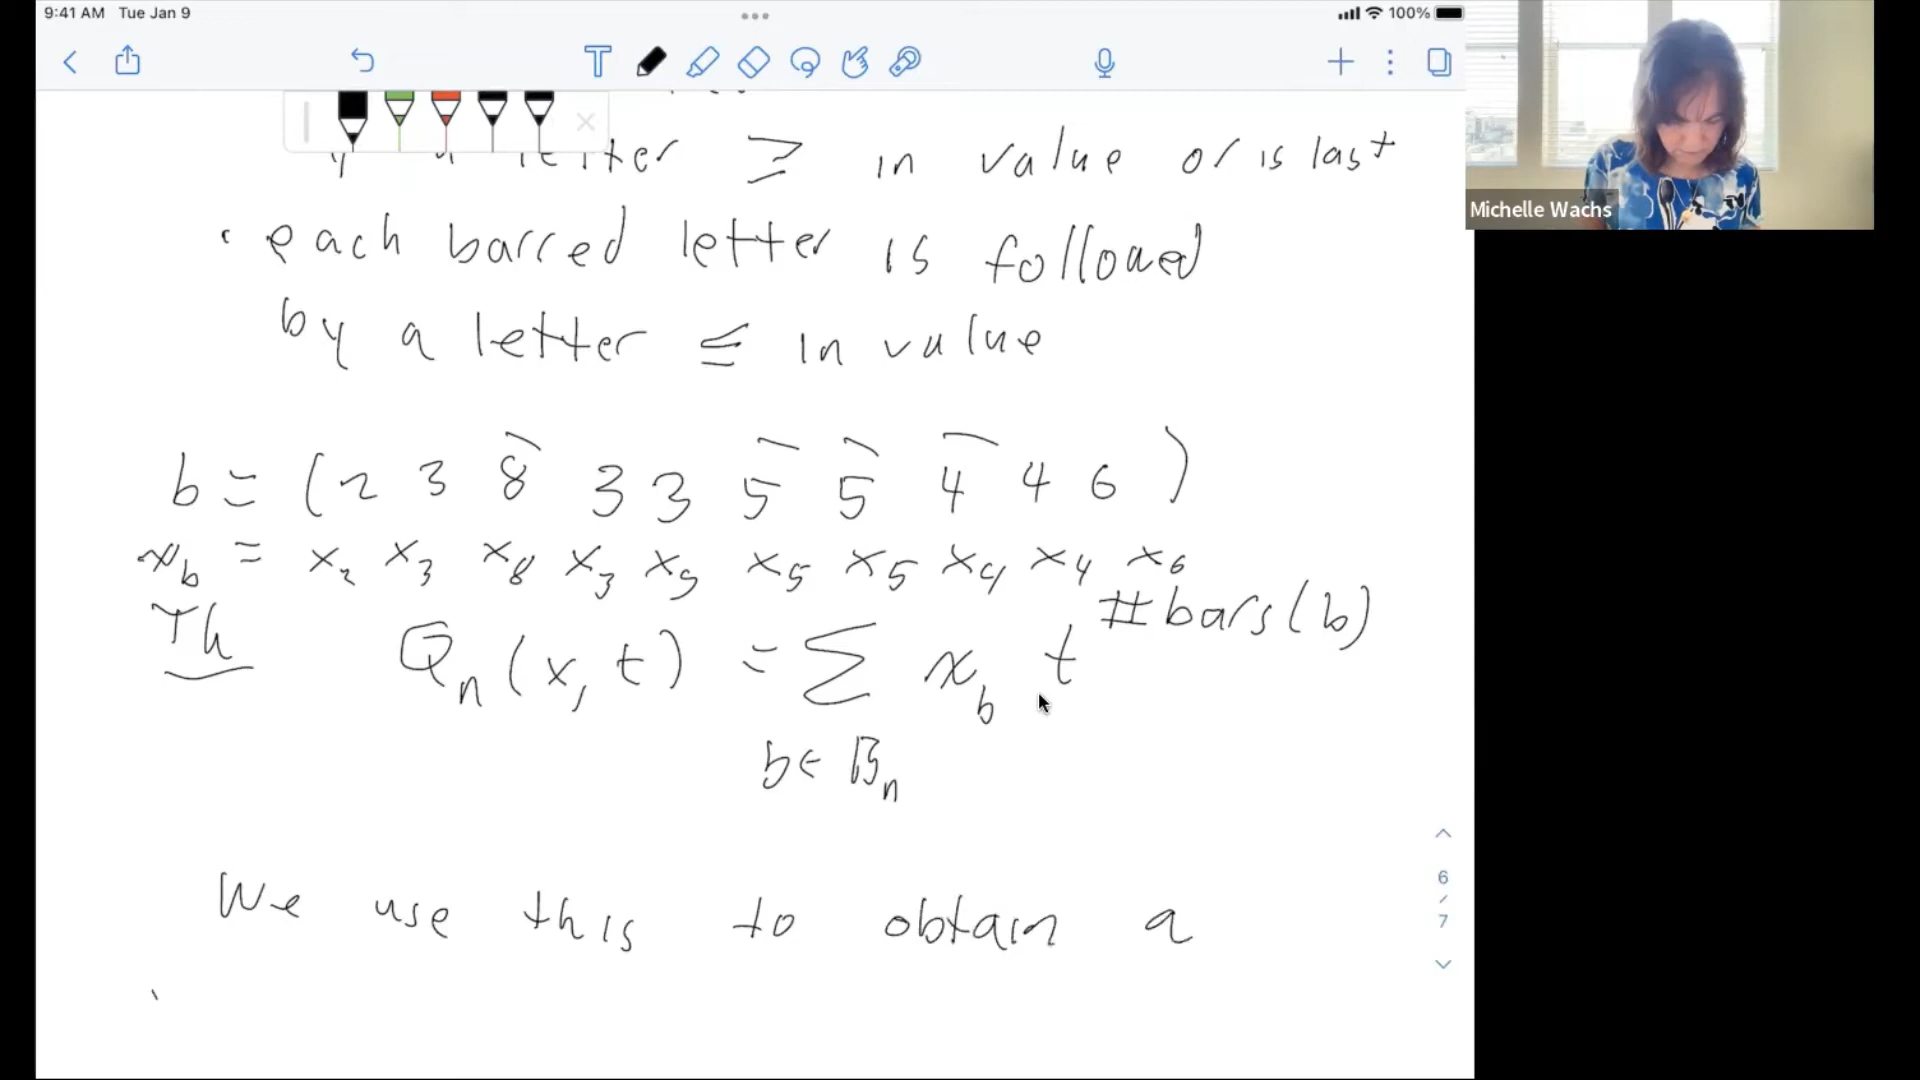 9:41 AM Tue Jan 9
100%
letter ≥ in value or is last
· each barred letter is followed
by a letter ≤ in value
b = ( 2 3 8̅ 3 3 5̅ 5̅ 4̅ 4 6 )
x_b = x_2 x_3 x_8 x_3 x_3 x_5 x_5 x_4 x_4 x_6
Th Q_n(x,t) = Σ_{b∈B_n} x_b t^{#bars(b)}
We use this to obtain a
6
/
7
Michelle Wachs